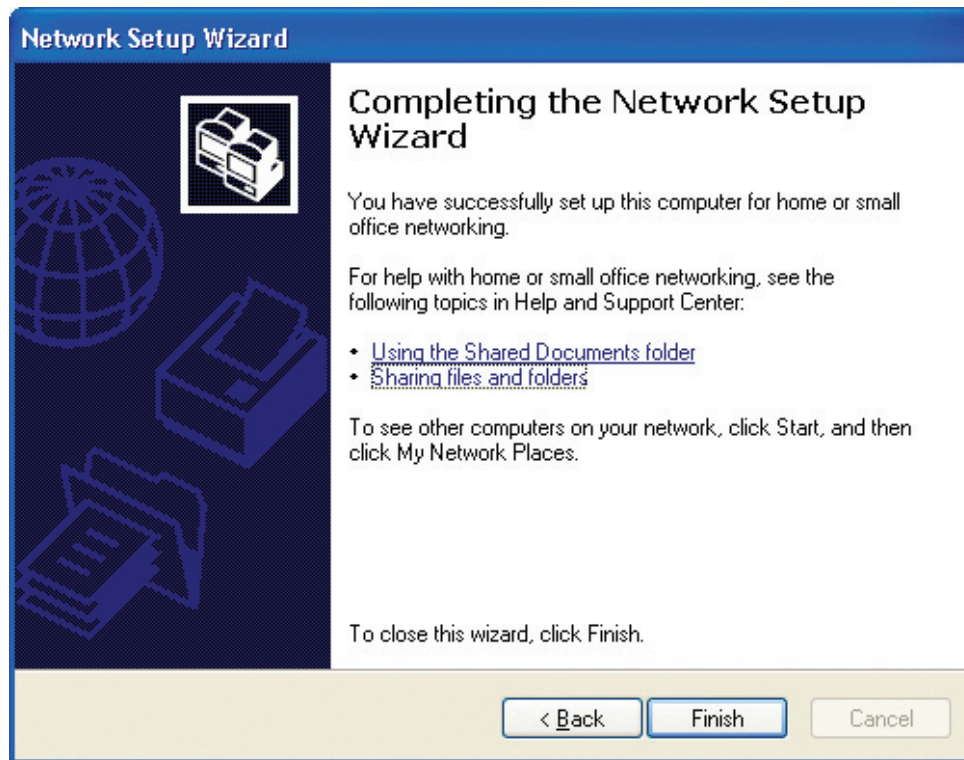 Network Setup Wizard
Completing the Network Setup
Wizard
You have successfully set up this computer for home or small
office networking.
For help with home or small office networking, see the
following topics in Help and Support Center:
• Using the Shared Documents folder
• Sharing files and folders
To see other computers on your network, click Start, and then
click My Network Places.
To close this wizard, click Finish.
< Back Finish Cancel